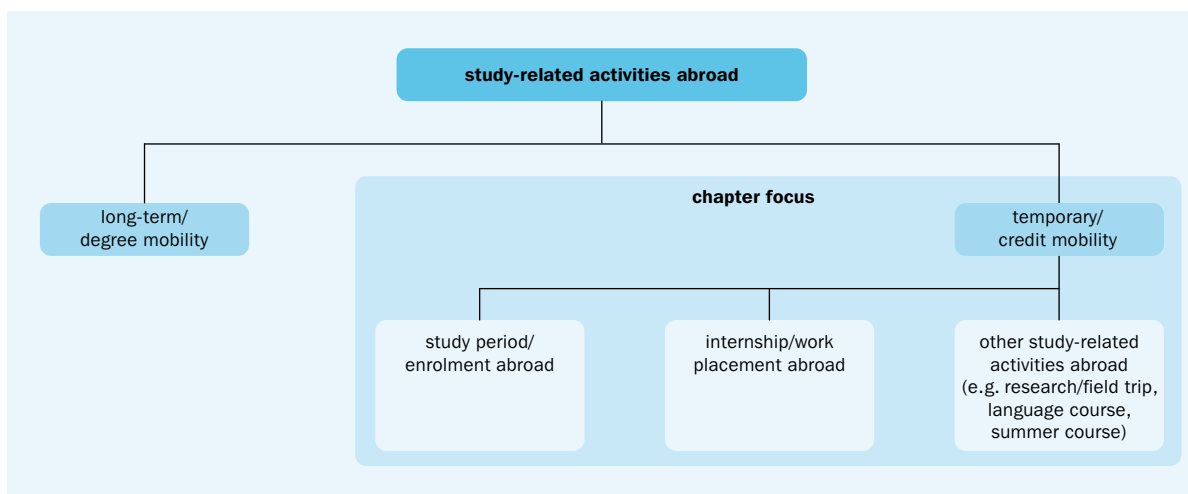 study-related activities abroad
chapter focus
long-term/
degree mobility
temporary/
credit mobility
study period/
enrolment abroad
internship/work
placement abroad
other study-related
activities abroad
(e.g. research/field trip,
language course,
summer course)